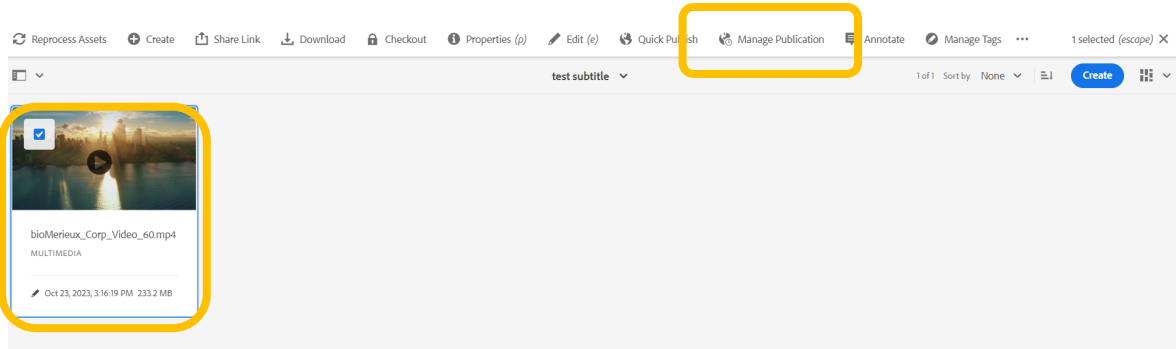 Reprocess Assets Create Share Link Download Checkout Properties (p) Edit (e) Quick Publish Manage Publication Annotate Manage Tags ••• 1 selected (escape) ✕
test subtitle 1 of 1 Sort by None Create
bioMerieux_Corp_Video_60.mp4
MULTIMEDIA
Oct 23, 2023, 3:16:19 PM 233.2 MB